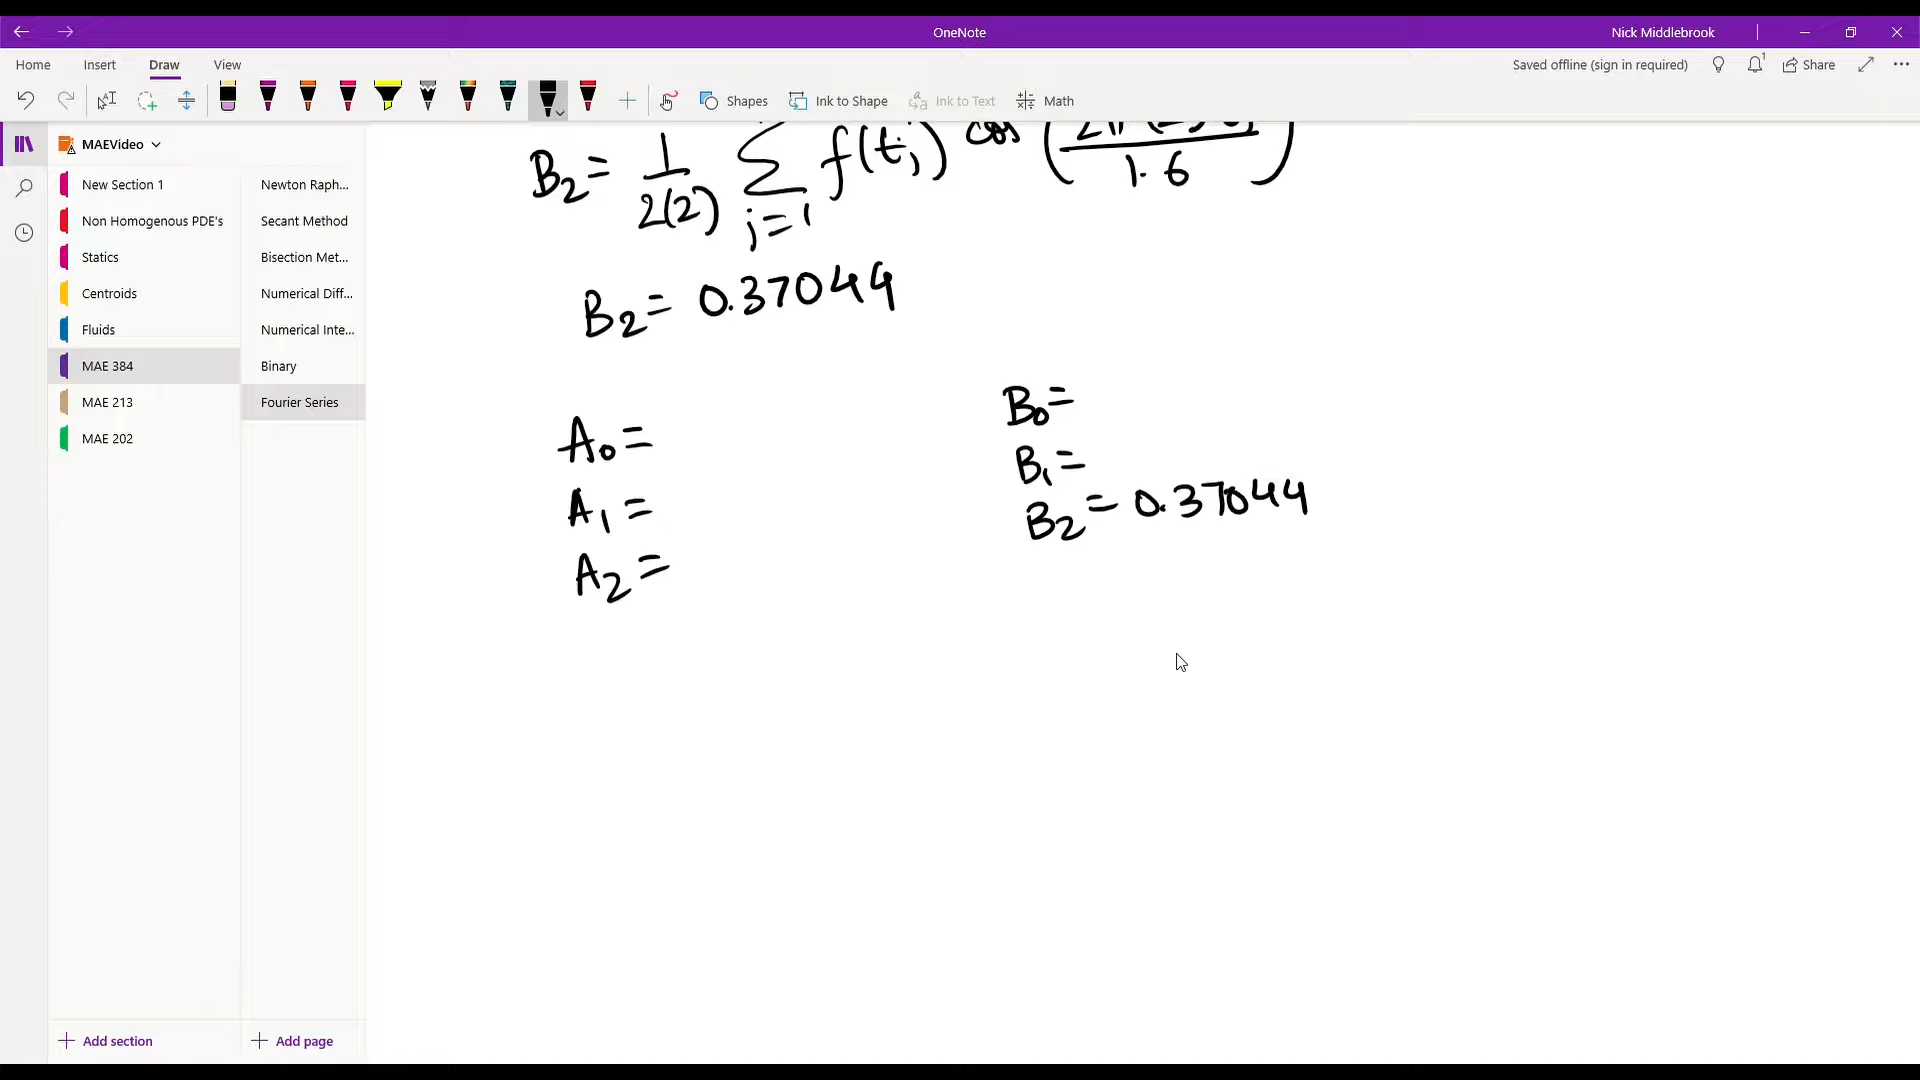 OneNote
Nick Middlebrook
Home Insert Draw View
Saved offline (sign in required)
1
Share
Shapes
Ink to Shape
Ink to Text
Math
MAEVideo
New Section 1
Non Homogenous PDE's
Statics
Centroids
Fluids
MAE 384
MAE 213
MAE 202
Newton Raph...
Secant Method
Bisection Met...
Numerical Diff...
Numerical Inte...
Binary
Fourier Series
Add section
Add page
B₂ = 1/2(2) Σ j=1 f(tj) cos ( /1.6)
B₂ = 0.37044
A₀ =
A₁ =
A₂ =
B₀ =
B₁ =
B₂ = 0.37044